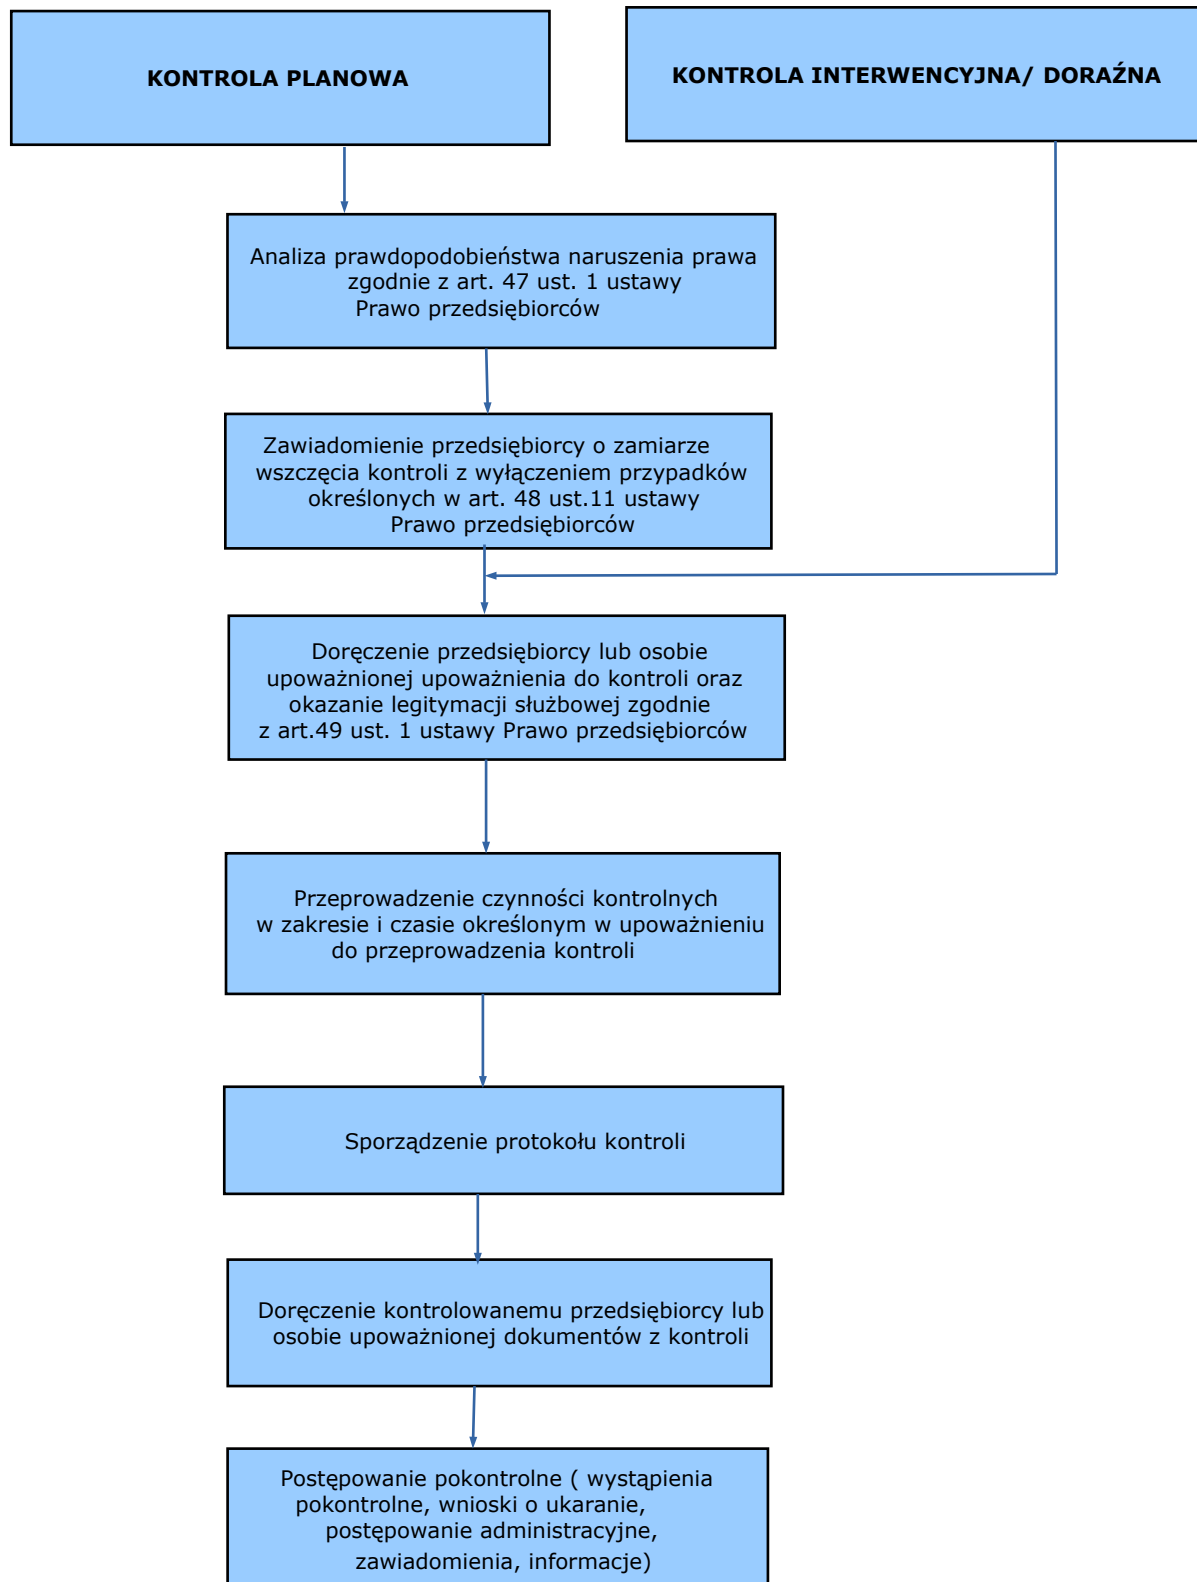 KONTROLA PLANOWA
KONTROLA INTERWENCYJNA/ DORAŹNA
Analiza prawdopodobieństwa naruszenia prawa
zgodnie z art. 47 ust. 1 ustawy
Prawo przedsiębiorców
Zawiadomienie przedsiębiorcy o zamiarze
wszczęcia kontroli z wyłączeniem przypadków
określonych w art. 48 ust.11 ustawy
Prawo przedsiębiorców
Doręczenie przedsiębiorcy lub osobie
upoważnionej upoważnienia do kontroli oraz
okazanie legitymacji służbowej zgodnie
z art.49 ust. 1 ustawy Prawo przedsiębiorców
Przeprowadzenie czynności kontrolnych
w zakresie i czasie określonym w upoważnieniu
do przeprowadzenia kontroli
Sporządzenie protokołu kontroli
Doręczenie kontrolowanemu przedsiębiorcy lub
osobie upoważnionej dokumentów z kontroli
Postępowanie pokontrolne ( wystąpienia
pokontrolne, wnioski o ukaranie,
postępowanie administracyjne,
zawiadomienia, informacje)